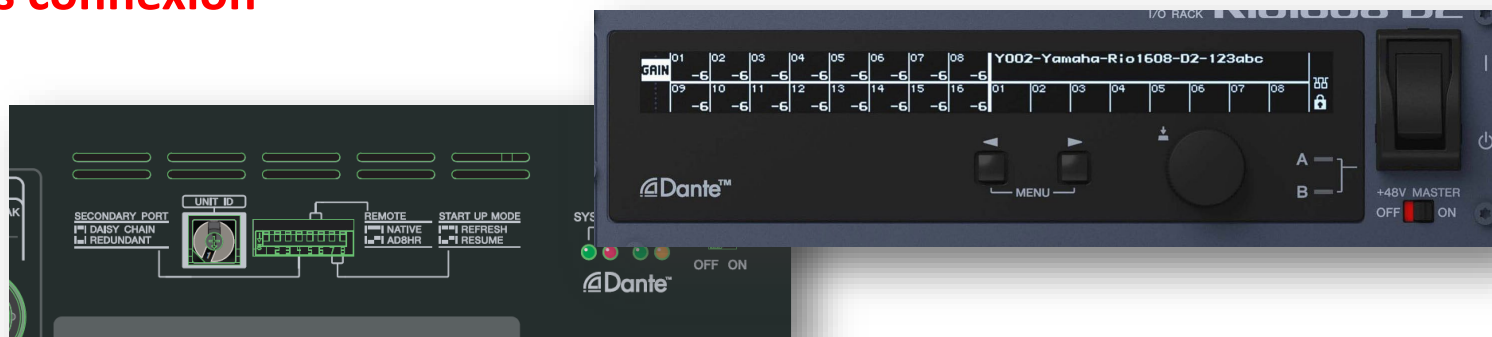 connexion
I/O RACK
GAIN 01 02 03 04 05 06 07 08 Y002-Yamaha-Rio1608-D2-123abc
-6 -6 -6 -6 -6 -6 -6 -6
09 10 11 12 13 14 15 16 01 02 03 04 05 06 07 08
-6 -6 -6 -6 -6 -6 -6 -6
Dante™
MENU
A
B
+48V MASTER
OFF ON
UNIT ID
SECONDARY PORT
DAISY CHAIN
REDUNDANT
REMOTE
NATIVE
AD8HR
START UP MODE
REFRESH
RESUME
OFF ON
Dante™